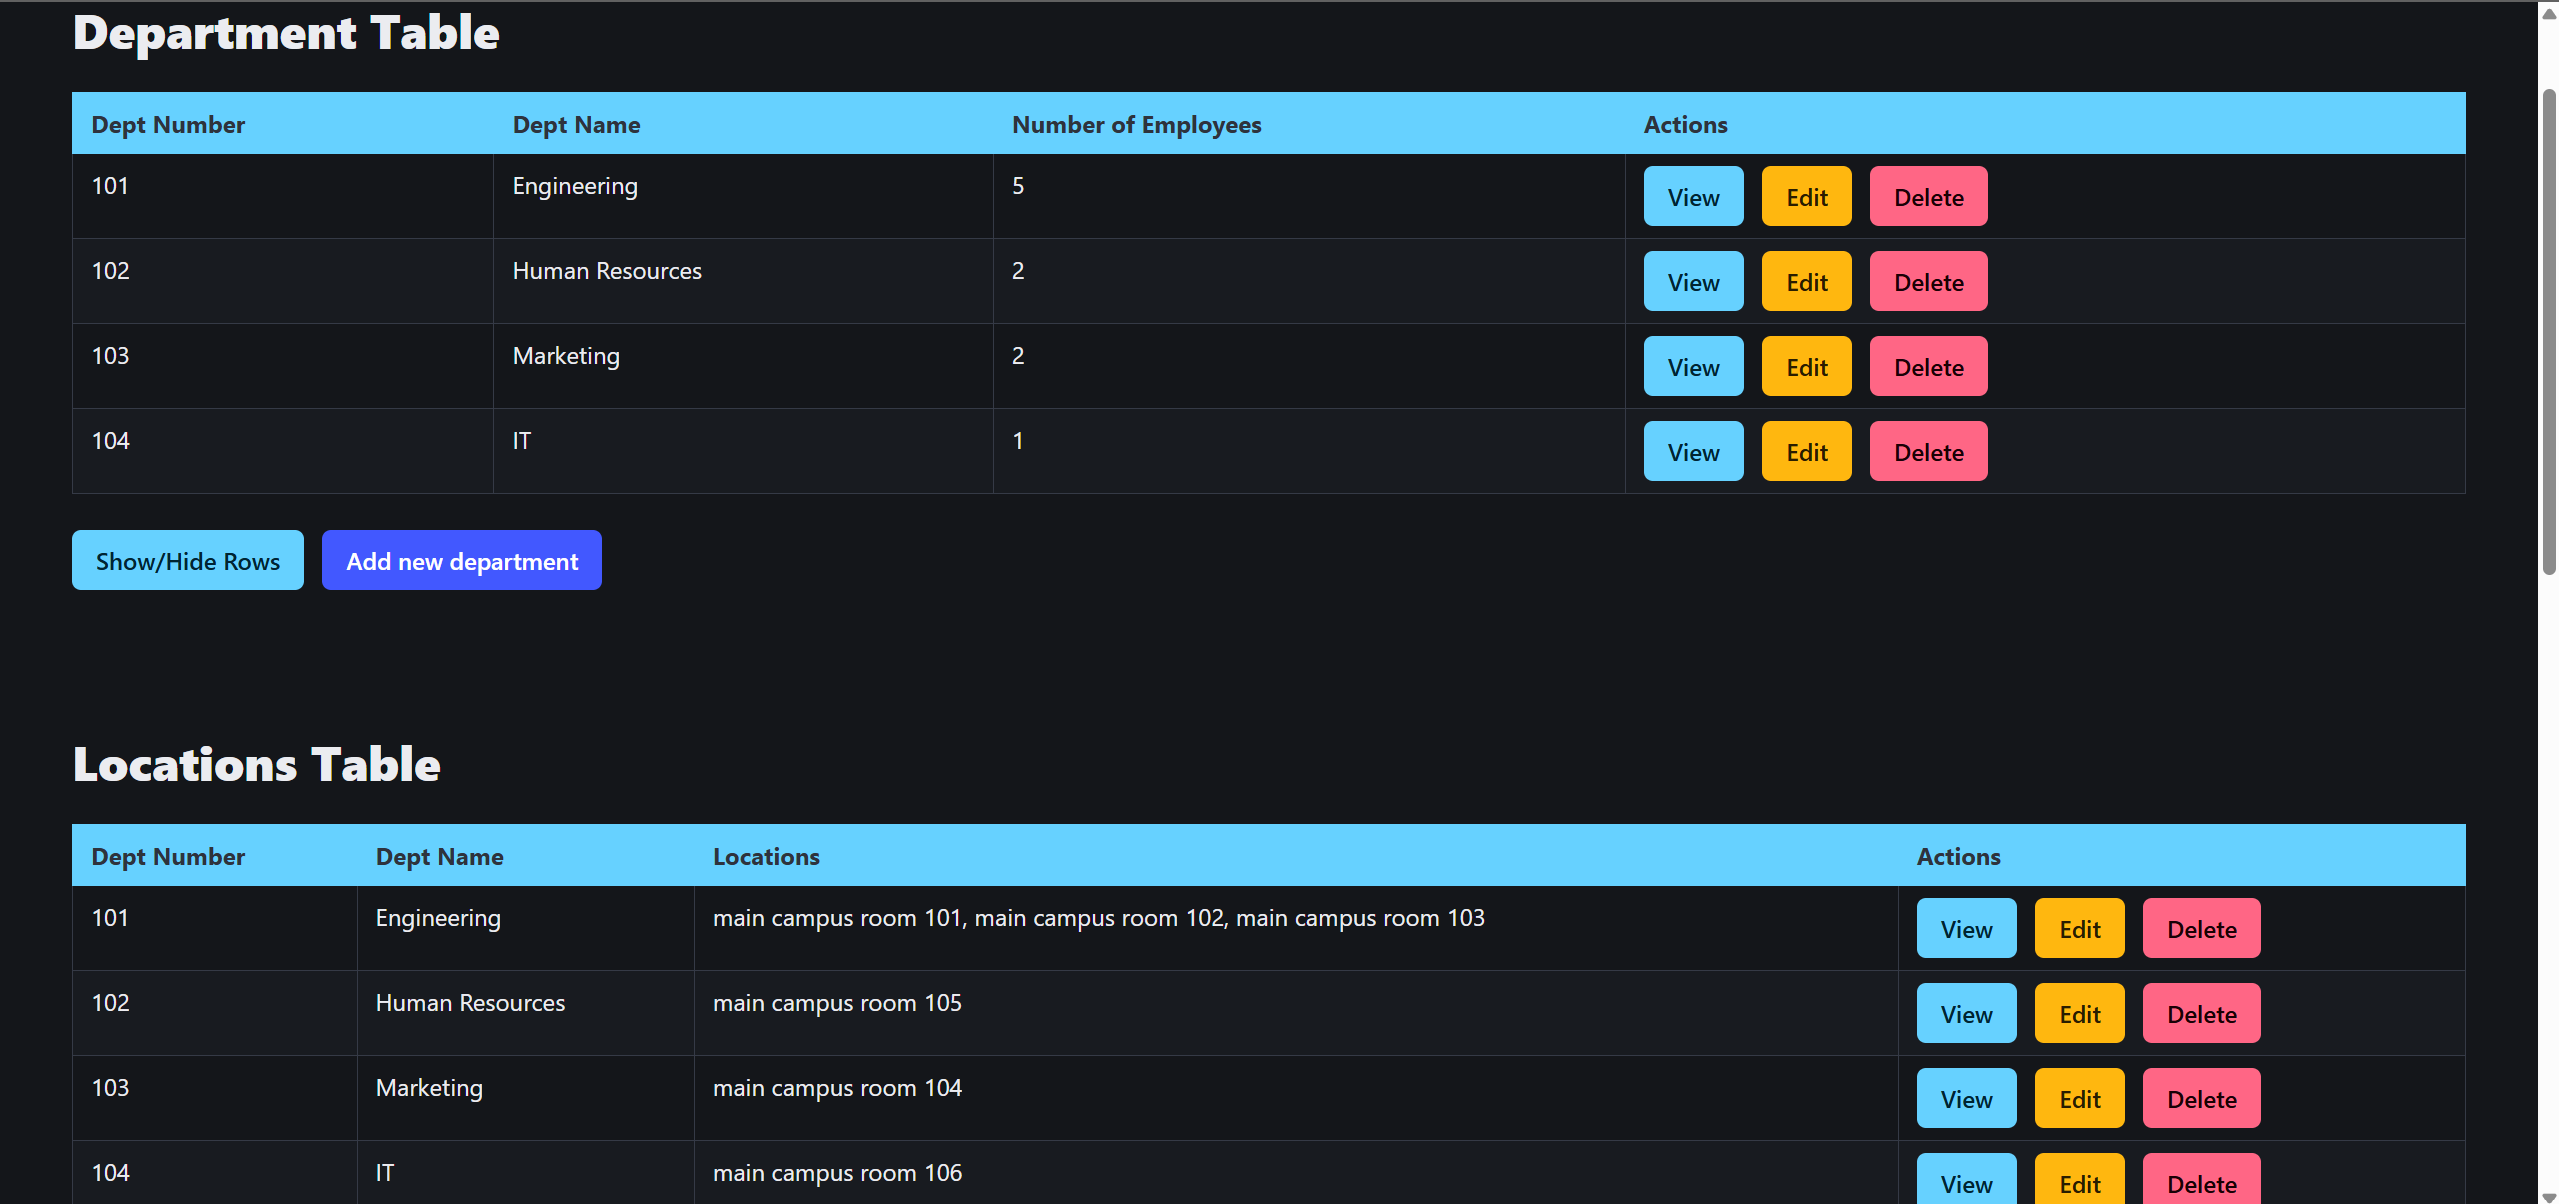 Department Table
Dept Number Dept Name Number of Employees Actions
101 Engineering 5 View Edit Delete
102 Human Resources 2 View Edit Delete
103 Marketing 2 View Edit Delete
104 IT 1 View Edit Delete
Show/Hide Rows Add new department
Locations Table
Dept Number Dept Name Locations Actions
101 Engineering main campus room 101, main campus room 102, main campus room 103 View Edit Delete
102 Human Resources main campus room 105 View Edit Delete
103 Marketing main campus room 104 View Edit Delete
104 IT main campus room 106 View Edit Delete